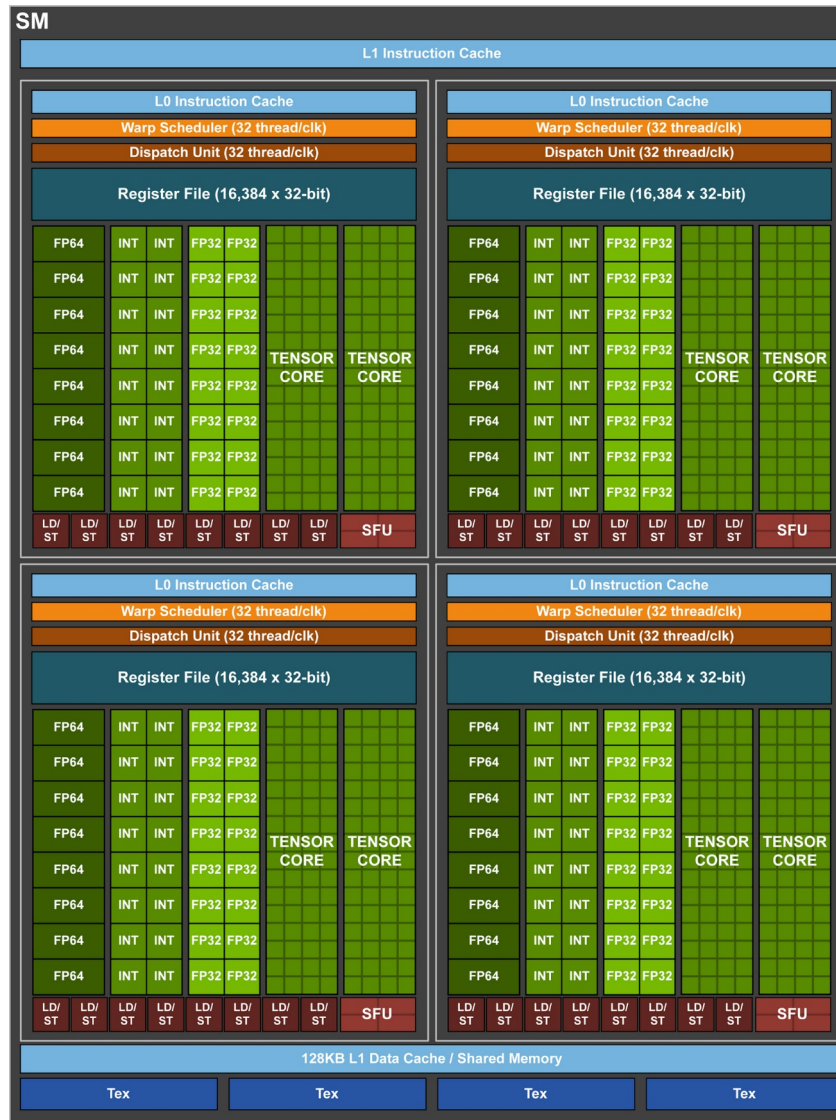 SM
L1 Instruction Cache
L0 Instruction Cache
Warp Scheduler (32 thread/clk)
Dispatch Unit (32 thread/clk)
Register File (16,384 x 32-bit)
FP64 INT INT FP32 FP32
FP64 INT INT FP32 FP32
FP64 INT INT FP32 FP32
FP64 INT INT FP32 FP32
TENSOR CORE TENSOR CORE
FP64 INT INT FP32 FP32
FP64 INT INT FP32 FP32
FP64 INT INT FP32 FP32
FP64 INT INT FP32 FP32
LD/ST LD/ST LD/ST LD/ST LD/ST LD/ST LD/ST LD/ST SFU
L0 Instruction Cache
Warp Scheduler (32 thread/clk)
Dispatch Unit (32 thread/clk)
Register File (16,384 x 32-bit)
FP64 INT INT FP32 FP32
FP64 INT INT FP32 FP32
FP64 INT INT FP32 FP32
FP64 INT INT FP32 FP32
TENSOR CORE TENSOR CORE
FP64 INT INT FP32 FP32
FP64 INT INT FP32 FP32
FP64 INT INT FP32 FP32
FP64 INT INT FP32 FP32
LD/ST LD/ST LD/ST LD/ST LD/ST LD/ST LD/ST LD/ST SFU
L0 Instruction Cache
Warp Scheduler (32 thread/clk)
Dispatch Unit (32 thread/clk)
Register File (16,384 x 32-bit)
FP64 INT INT FP32 FP32
FP64 INT INT FP32 FP32
FP64 INT INT FP32 FP32
FP64 INT INT FP32 FP32
TENSOR CORE TENSOR CORE
FP64 INT INT FP32 FP32
FP64 INT INT FP32 FP32
FP64 INT INT FP32 FP32
FP64 INT INT FP32 FP32
LD/ST LD/ST LD/ST LD/ST LD/ST LD/ST LD/ST LD/ST SFU
L0 Instruction Cache
Warp Scheduler (32 thread/clk)
Dispatch Unit (32 thread/clk)
Register File (16,384 x 32-bit)
FP64 INT INT FP32 FP32
FP64 INT INT FP32 FP32
FP64 INT INT FP32 FP32
FP64 INT INT FP32 FP32
TENSOR CORE TENSOR CORE
FP64 INT INT FP32 FP32
FP64 INT INT FP32 FP32
FP64 INT INT FP32 FP32
FP64 INT INT FP32 FP32
LD/ST LD/ST LD/ST LD/ST LD/ST LD/ST LD/ST LD/ST SFU
128KB L1 Data Cache / Shared Memory
Tex Tex Tex Tex